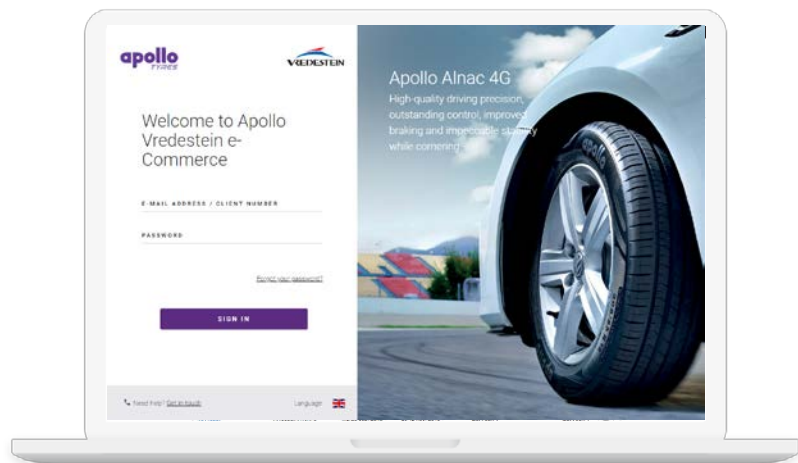 apollo
TYRES
VREDESTEIN
Welcome to Apollo
Vredestein e-
Commerce
E-MAIL ADDRESS / CLIENT NUMBER
PASSWORD
Forgot your password?
SIGN IN
Need help? Get in touch
Language
Apollo Alnac 4G
High-quality driving precision,
outstanding control, improved
braking and impeccable stability
while cornering
apollo